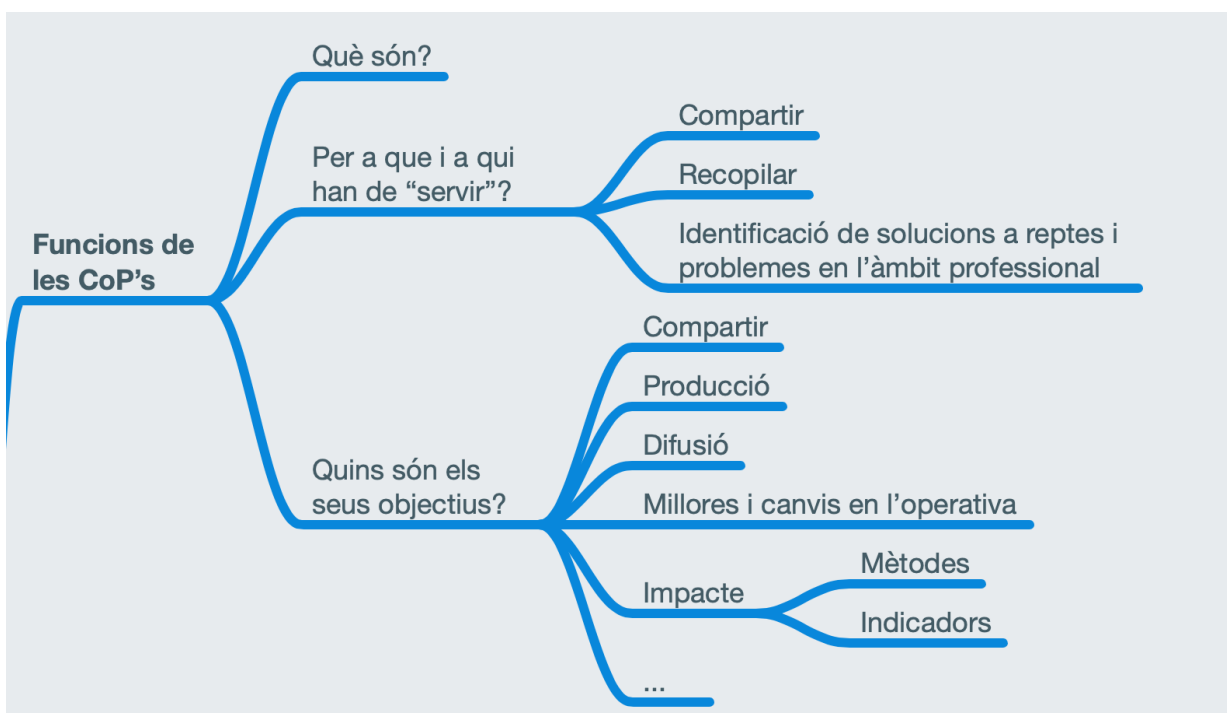 Què són?
Per a que i a qui
han de “servir”?
Compartir
Recopilar
Identificació de solucions a reptes i
problemes en l’àmbit professional
Funcions de
les CoP’s
Compartir
Producció
Difusió
Quins són els
seus objectius?
Millores i canvis en l’operativa
Impacte
Mètodes
Indicadors
...